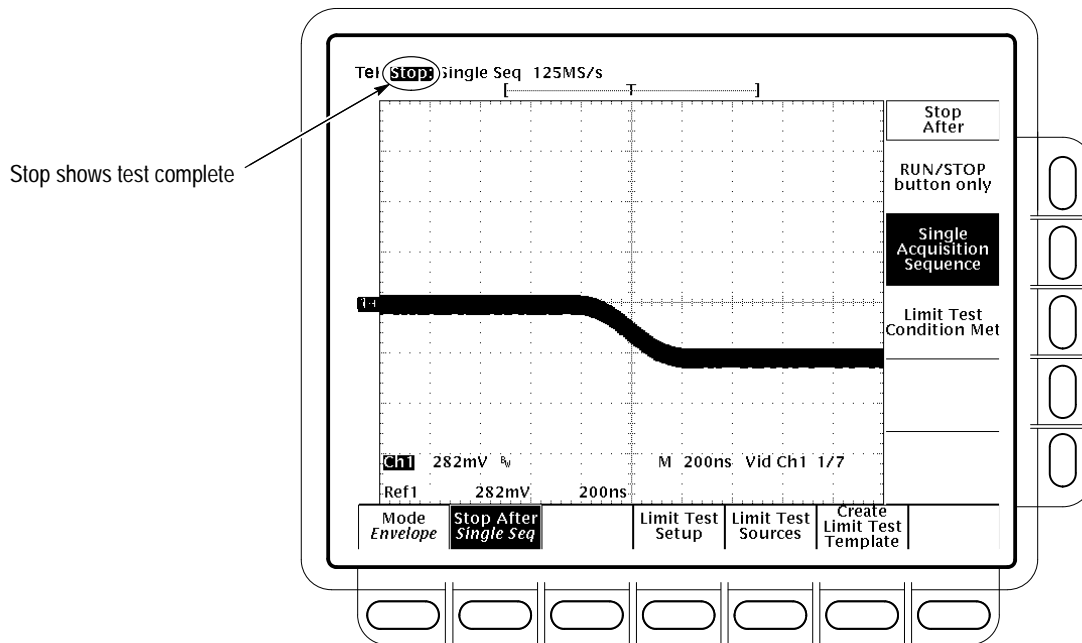 Tek Stop: Single Seq 125MS/s
[ T ]
Stop shows test complete
Stop
After
RUN/STOP
button only
Single
Acquisition
Sequence
Limit Test
Condition Met
Ch1 282mV BW M 200ns Vid Ch1 1/7
Ref1 282mV 200ns
Mode
Envelope
Stop After
Single Seq
Limit Test
Setup
Limit Test
Sources
Create
Limit Test
Template